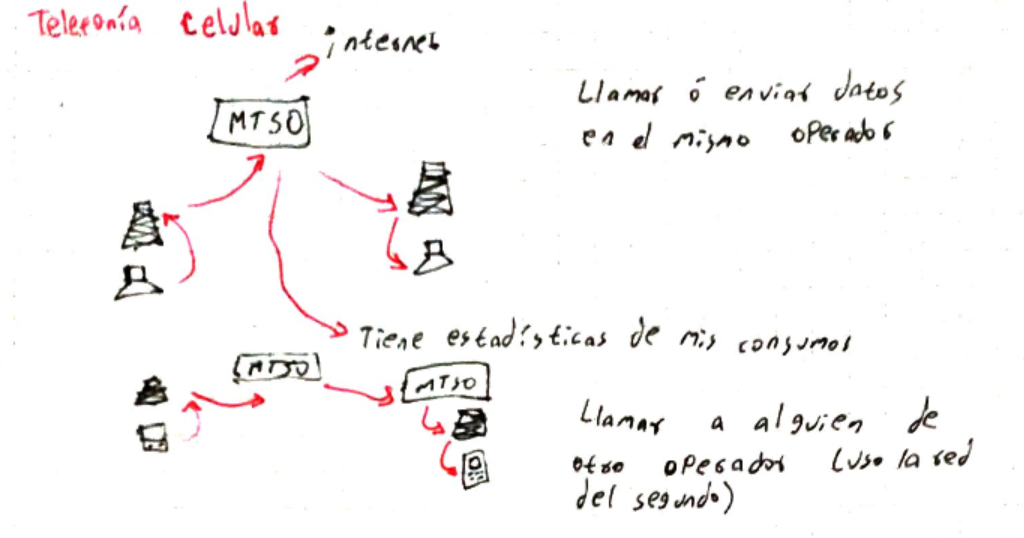 Telefonía Celular
internet
MTSO
Llamar ó enviar datos
en el mismo operador
Tiene estadísticas de mis consumos
MTSO
MTSO
Llamar a alguien de
otro operador (uso la red
del segundo)